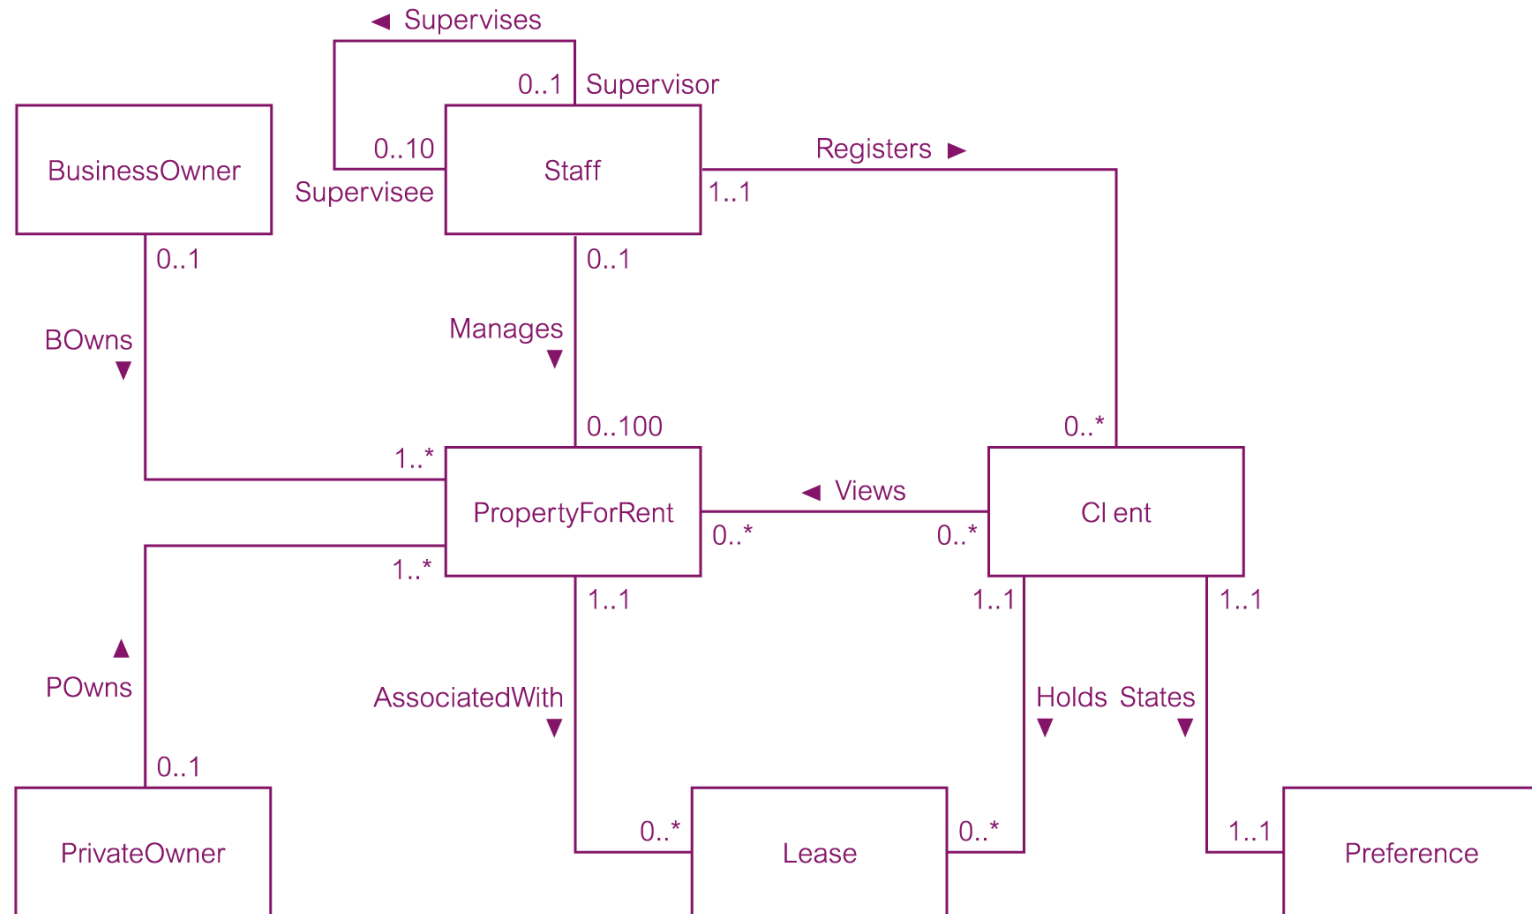 ◄ Supervises
0..1 Supervisor
0..10
Supervisee
BusinessOwner
Staff
Registers ►
1..1
0..1
0..1
BOwns
▼
Manages
▼
0..100
0..*
1..*
◄ Views
PropertyForRent
Cl ent
0..*
0..*
1..*
1..1
1..1
1..1
▲
POwns
AssociatedWith
▼
Holds
▼
States
▼
0..1
0..*
0..*
1..1
PrivateOwner
Lease
Preference